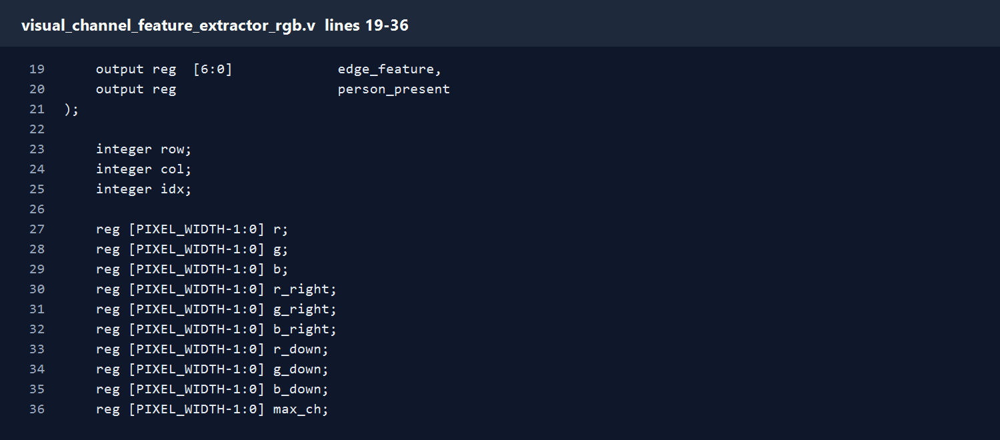 visual_channel_feature_extractor_rgb.v  lines 19-36
19      output reg  [6:0]             edge_feature,
20      output reg                    person_present
21  );
22
23      integer row;
24      integer col;
25      integer idx;
26
27      reg [PIXEL_WIDTH-1:0] r;
28      reg [PIXEL_WIDTH-1:0] g;
29      reg [PIXEL_WIDTH-1:0] b;
30      reg [PIXEL_WIDTH-1:0] r_right;
31      reg [PIXEL_WIDTH-1:0] g_right;
32      reg [PIXEL_WIDTH-1:0] b_right;
33      reg [PIXEL_WIDTH-1:0] r_down;
34      reg [PIXEL_WIDTH-1:0] g_down;
35      reg [PIXEL_WIDTH-1:0] b_down;
36      reg [PIXEL_WIDTH-1:0] max_ch;